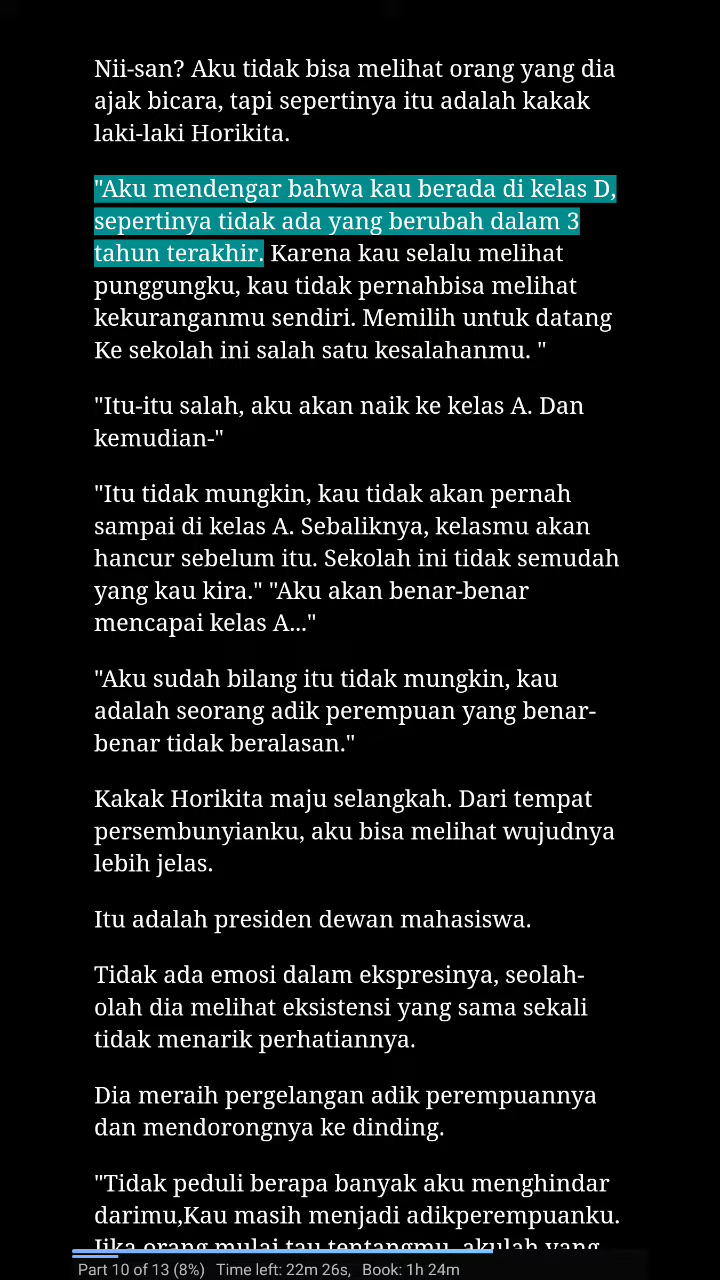 Nii-san? Aku tidak bisa melihat orang yang dia
ajak bicara, tapi sepertinya itu adalah kakak
laki-laki Horikita.
"Aku mendengar bahwa kau berada di kelas D,
sepertinya tidak ada yang berubah dalam 3
tahun terakhir. Karena kau selalu melihat
punggungku, kau tidak pernahbisa melihat
kekuranganmu sendiri. Memilih untuk datang
Ke sekolah ini salah satu kesalahanmu. "
"Itu-itu salah, aku akan naik ke kelas A. Dan
kemudian-"
"Itu tidak mungkin, kau tidak akan pernah
sampai di kelas A. Sebaliknya, kelasmu akan
hancur sebelum itu. Sekolah ini tidak semudah
yang kau kira." "Aku akan benar-benar
mencapai kelas A..."
"Aku sudah bilang itu tidak mungkin, kau
adalah seorang adik perempuan yang benar-
benar tidak beralasan."
Kakak Horikita maju selangkah. Dari tempat
persembunyianku, aku bisa melihat wujudnya
lebih jelas.
Itu adalah presiden dewan mahasiswa.
Tidak ada emosi dalam ekspresinya, seolah-
olah dia melihat eksistensi yang sama sekali
tidak menarik perhatiannya.
Dia meraih pergelangan adik perempuannya
dan mendorongnya ke dinding.
"Tidak peduli berapa banyak aku menghindar
darimu,Kau masih menjadi adikperempuanku.
Jika orang mulai tau tentangmu, akulah yang
Part 10 of 13 (8%) Time left: 22m 26s, Book: 1h 24m